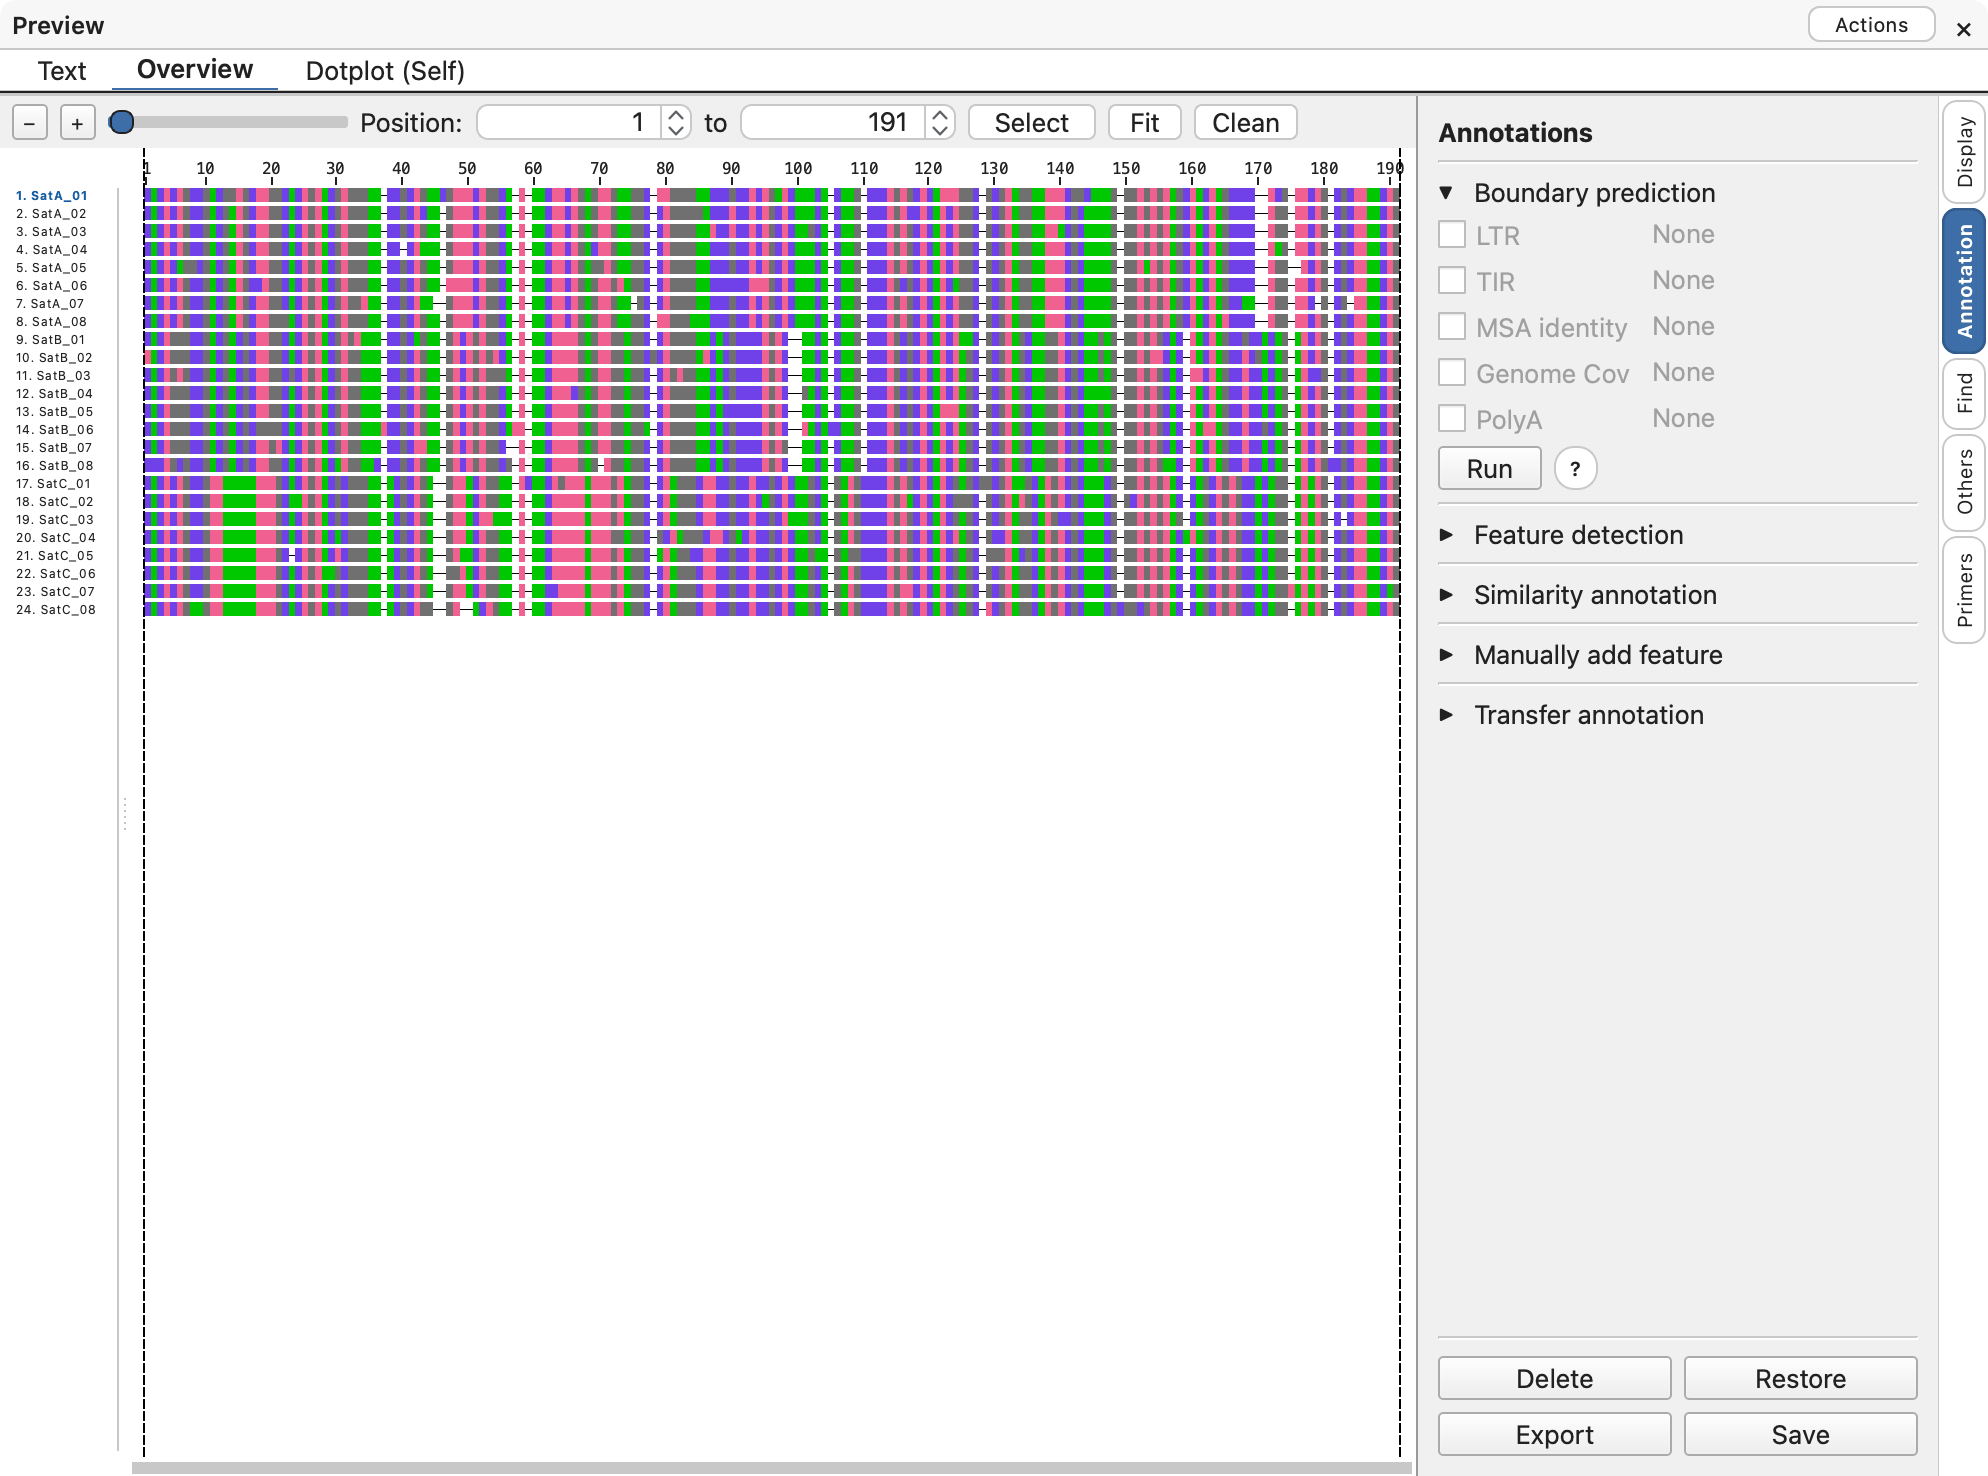 Preview
Actions
×
Text Overview Dotplot (Self)
− + Position: 1 to 191 Select Fit Clean
1 10 20 30 40 50 60 70 80 90 100 110 120 130 140 150 160 170 180 190
1. SatA_01
2. SatA_02
3. SatA_03
4. SatA_04
5. SatA_05
6. SatA_06
7. SatA_07
8. SatA_08
9. SatB_01
10. SatB_02
11. SatB_03
12. SatB_04
13. SatB_05
14. SatB_06
15. SatB_07
16. SatB_08
17. SatC_01
18. SatC_02
19. SatC_03
20. SatC_04
21. SatC_05
22. SatC_06
23. SatC_07
24. SatC_08
Annotations
Boundary prediction
LTR None
TIR None
MSA identity None
Genome Cov None
PolyA None
Run ?
Feature detection
Similarity annotation
Manually add feature
Transfer annotation
Delete Restore
Export Save
Display
Annotation
Find
Others
Primers